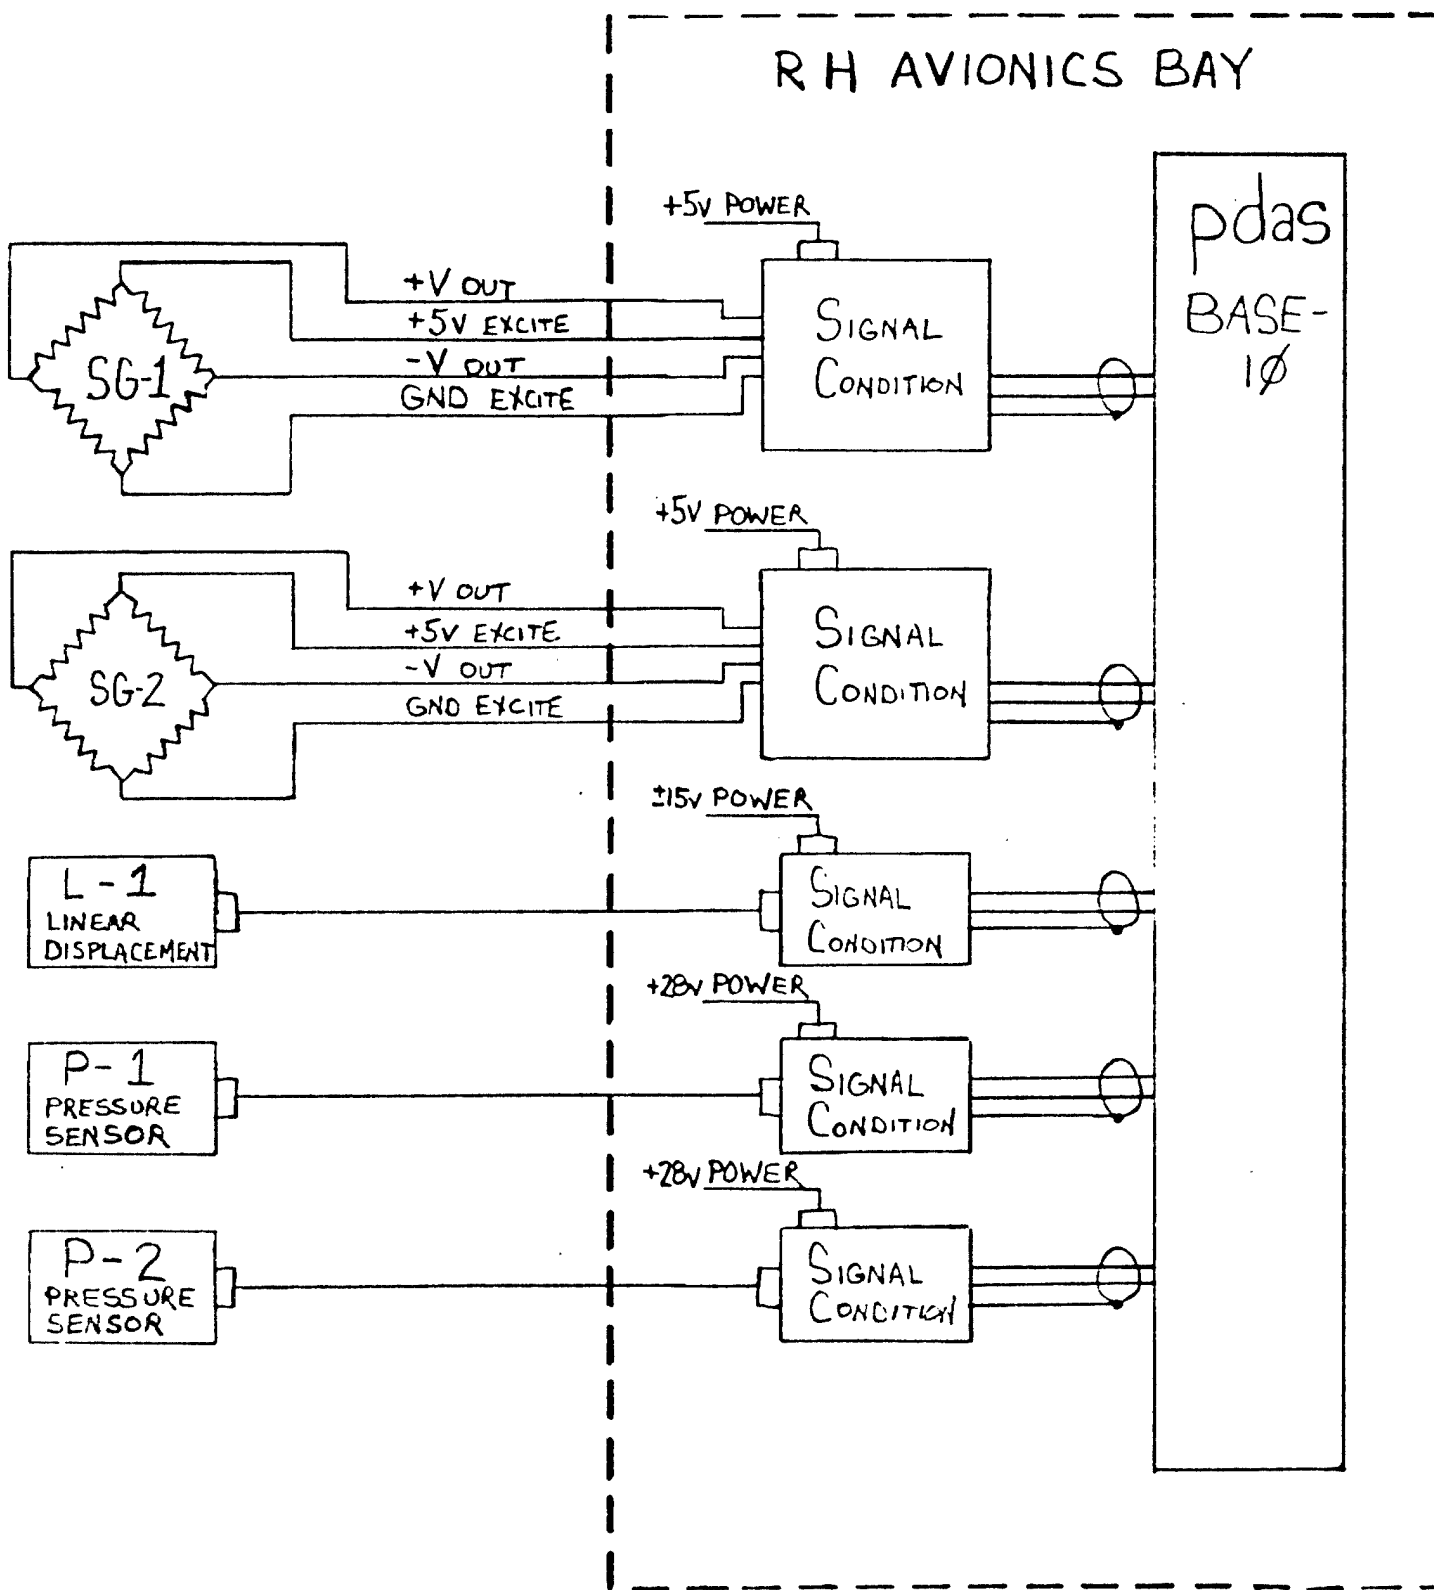 RH AVIONICS BAY
pdas
BASE-
1Ø
+5V POWER
+V OUT
+5V EXCITE
-V OUT
GND EXCITE
SG-1
SIGNAL
CONDITION
+5V POWER
+V OUT
+5V EXCITE
-V OUT
GND EXCITE
SG-2
SIGNAL
CONDITION
±15V POWER
L-1
LINEAR
DISPLACEMENT
SIGNAL
CONDITION
+28V POWER
P-1
PRESSURE
SENSOR
SIGNAL
CONDITION
+28V POWER
P-2
PRESSURE
SENSOR
SIGNAL
CONDITION